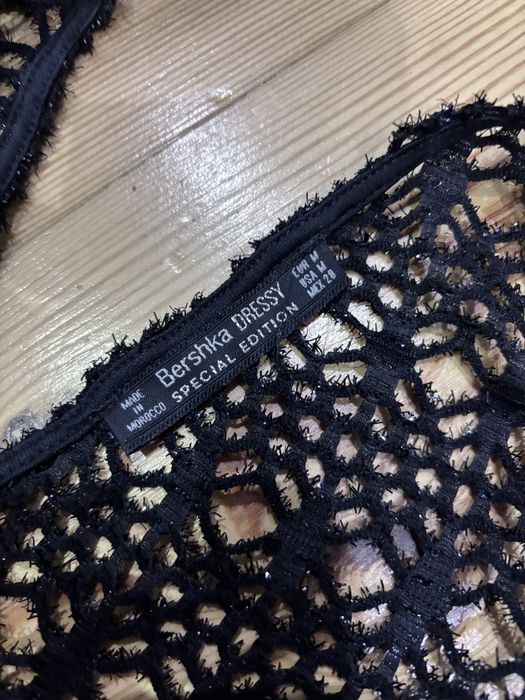 MADE
IN
MOROCCO
Bershka DRESSY
SPECIAL EDITION
EUR M
USA M
MEX 28